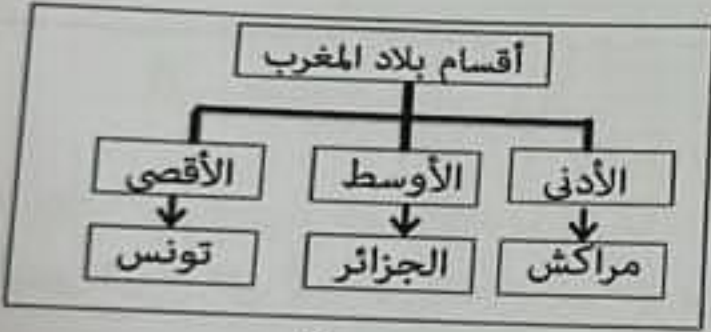 أقسام بلاد المغرب
الأدنى الأوسط الأقصى
مراكش الجزائر تونس